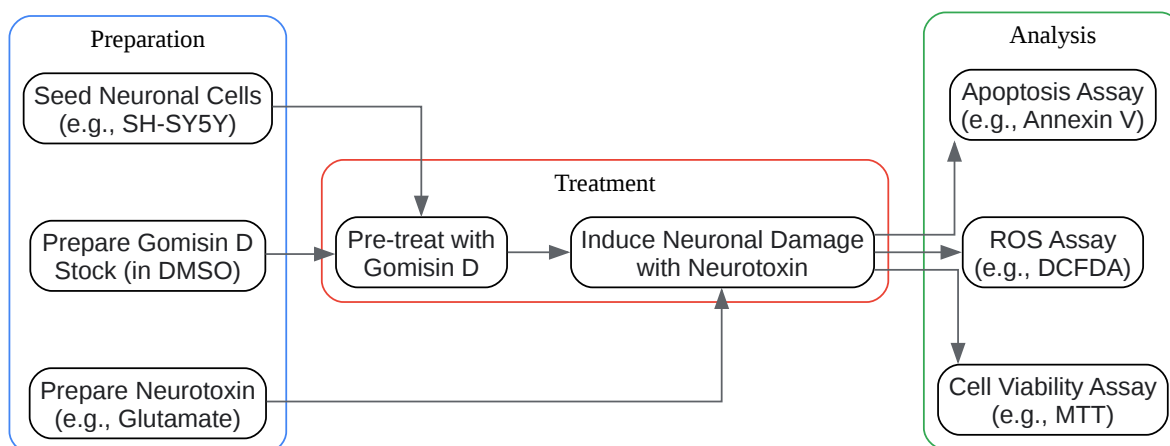 Preparation
Seed Neuronal Cells
(e.g., SH-SY5Y)
Prepare Gomisin D
Stock (in DMSO)
Prepare Neurotoxin
(e.g., Glutamate)
Treatment
Pre-treat with
Gomisin D
Induce Neuronal Damage
with Neurotoxin
Analysis
Apoptosis Assay
(e.g., Annexin V)
ROS Assay
(e.g., DCFDA)
Cell Viability Assay
(e.g., MTT)